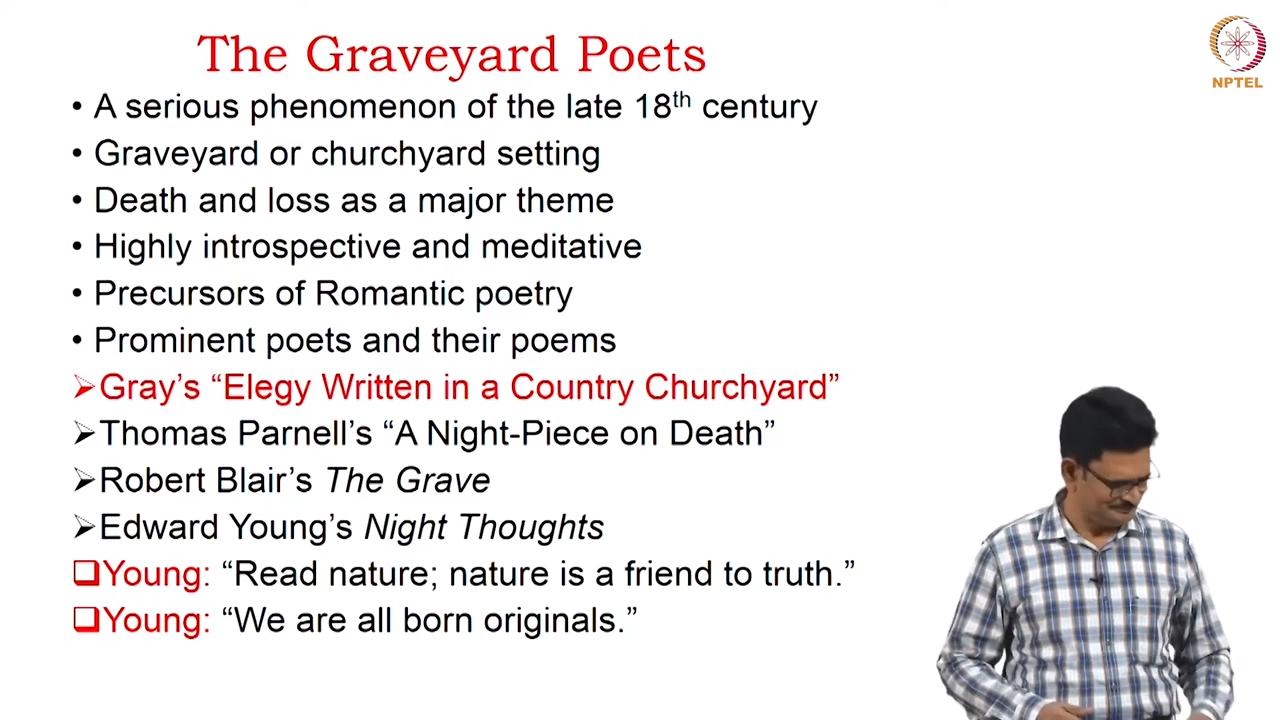 The Graveyard Poets
NPTEL
• A serious phenomenon of the late 18th century
• Graveyard or churchyard setting
• Death and loss as a major theme
• Highly introspective and meditative
• Precursors of Romantic poetry
• Prominent poets and their poems
➢Gray’s “Elegy Written in a Country Churchyard”
➢Thomas Parnell’s “A Night-Piece on Death”
➢Robert Blair’s The Grave
➢Edward Young’s Night Thoughts
❑Young: “Read nature; nature is a friend to truth.”
❑Young: “We are all born originals.”